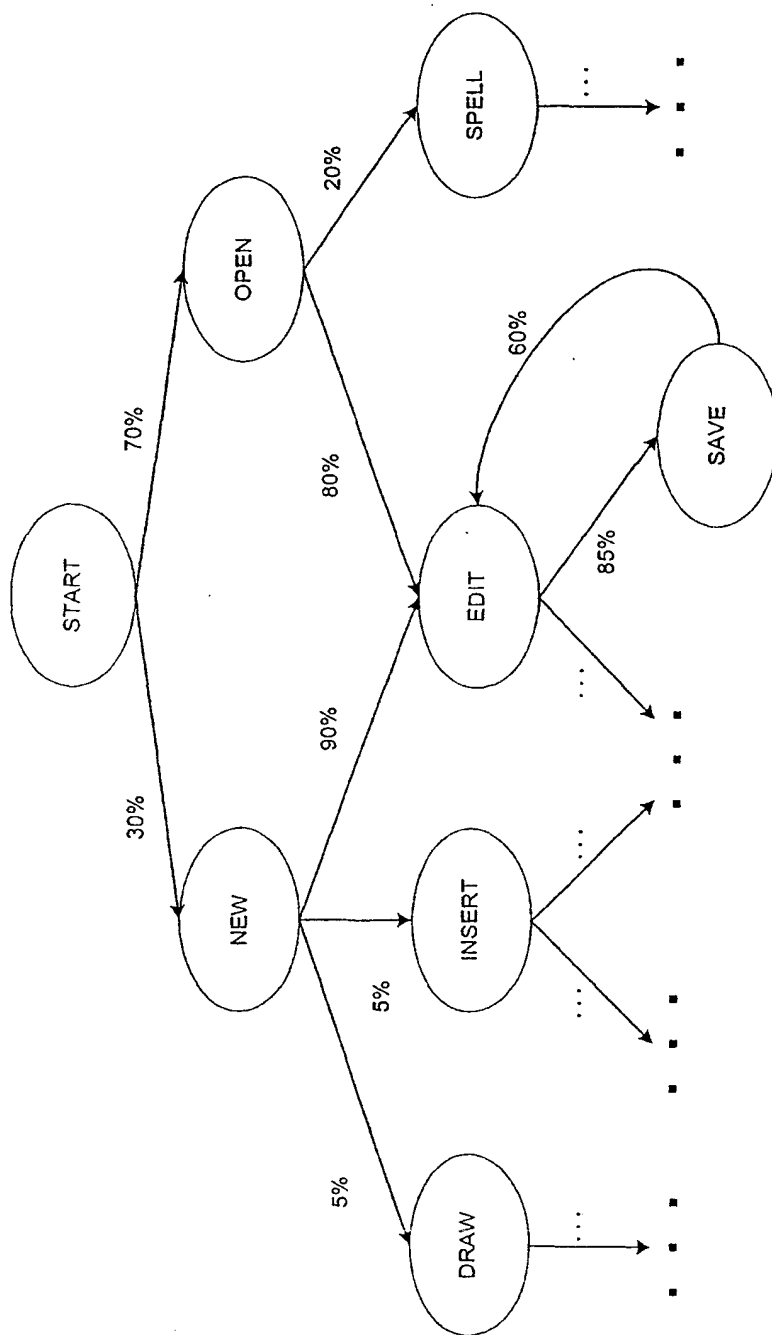 START
30%
70%
NEW
OPEN
5%
5%
90%
80%
20%
DRAW
INSERT
EDIT
SPELL
60%
...
...
...
...
85%
...
SAVE